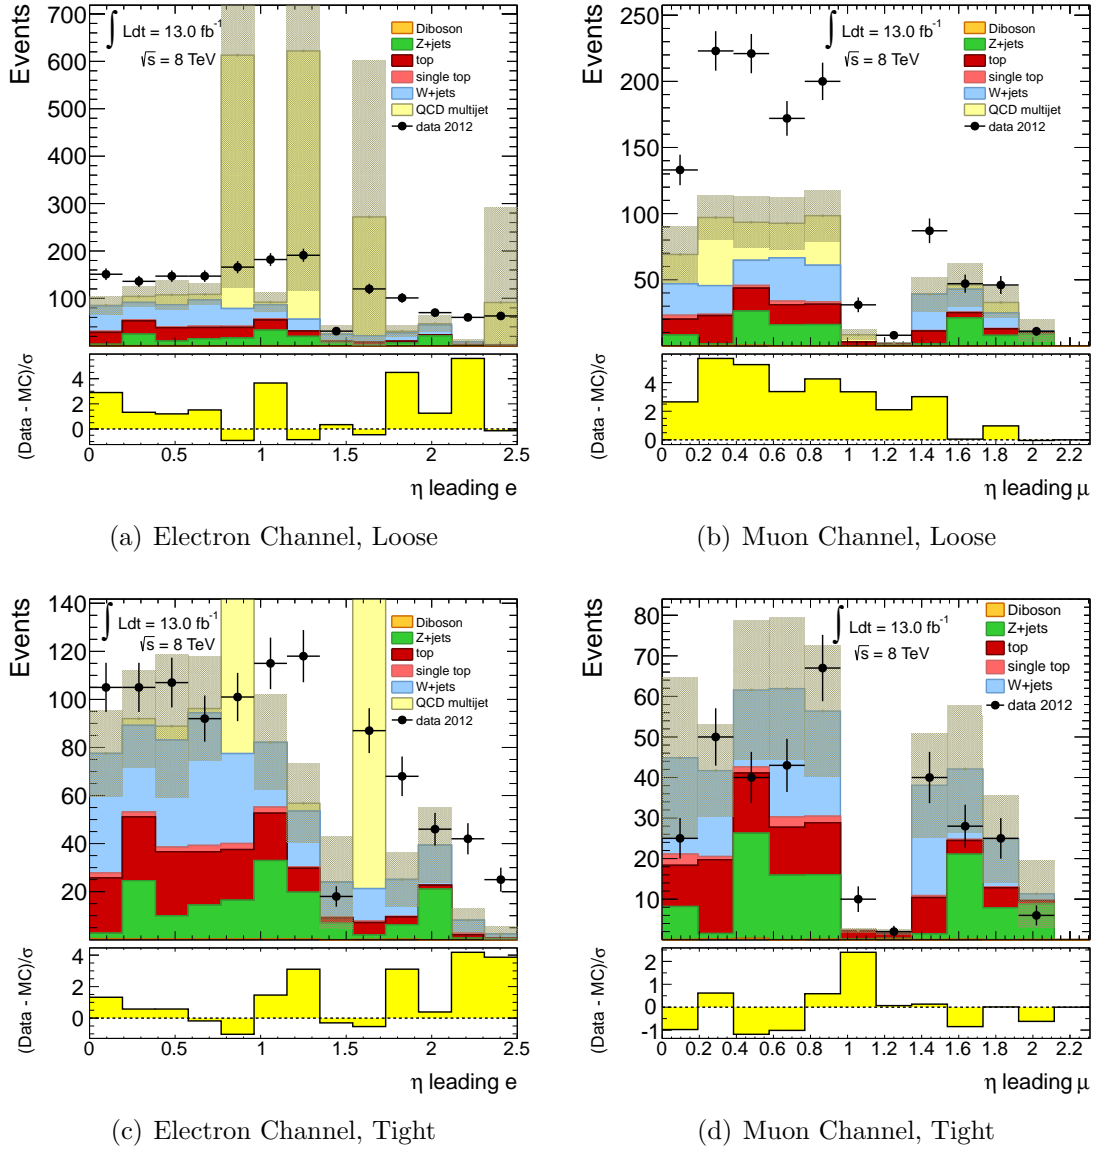 Events
700
600
500
400
300
200
100
∫ Ldt = 13.0 fb⁻¹
√s = 8 TeV
Diboson
Z+jets
top
single top
W+jets
QCD multijet
data 2012
(Data - MC)/σ
4
2
0
0 0.5 1 1.5 2 2.5
η leading e
(a) Electron Channel, Loose
Events
250
200
150
100
50
∫ Ldt = 13.0 fb⁻¹
√s = 8 TeV
Diboson
Z+jets
top
single top
W+jets
QCD multijet
data 2012
(Data - MC)/σ
4
2
0
0 0.2 0.4 0.6 0.8 1 1.2 1.4 1.6 1.8 2 2.2
η leading μ
(b) Muon Channel, Loose
Events
140
120
100
80
60
40
20
∫ Ldt = 13.0 fb⁻¹
√s = 8 TeV
Diboson
Z+jets
top
single top
W+jets
QCD multijet
data 2012
(Data - MC)/σ
4
2
0
0 0.5 1 1.5 2 2.5
η leading e
(c) Electron Channel, Tight
Events
80
70
60
50
40
30
20
10
∫ Ldt = 13.0 fb⁻¹
√s = 8 TeV
Diboson
Z+jets
top
single top
W+jets
data 2012
(Data - MC)/σ
2
1
0
-1
0 0.2 0.4 0.6 0.8 1 1.2 1.4 1.6 1.8 2 2.2
η leading μ
(d) Muon Channel, Tight